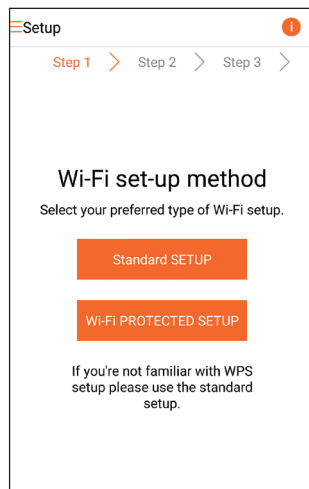 Setup
i
Step 1 Step 2 Step 3
Wi-Fi set-up method
Select your preferred type of Wi-Fi setup.
Standard SETUP
Wi-Fi PROTECTED SETUP
If you're not familiar with WPS
setup please use the standard
setup.